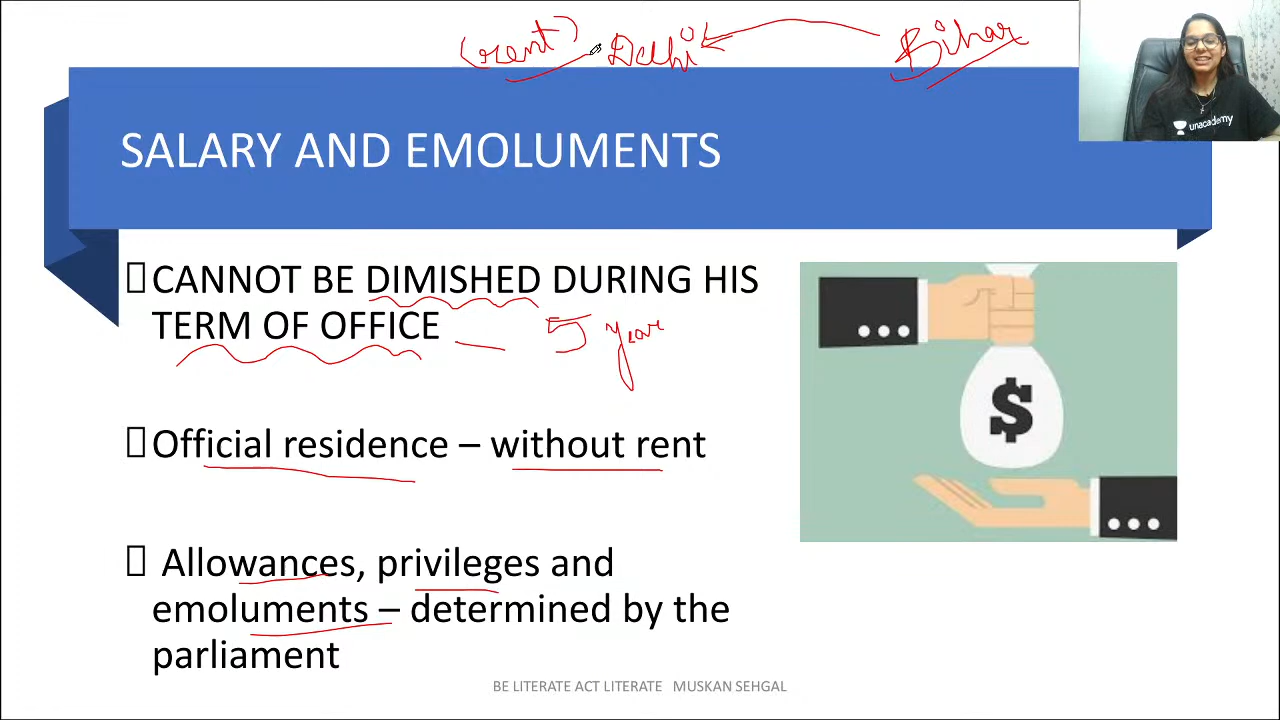 (rent) Delhi Bihar
unacademy
SALARY AND EMOLUMENTS
CANNOT BE DIMISHED DURING HIS
TERM OF OFFICE 5 year
Official residence – without rent
Allowances, privileges and
emoluments – determined by the
parliament
$
BE LITERATE ACT LITERATE MUSKAN SEHGAL